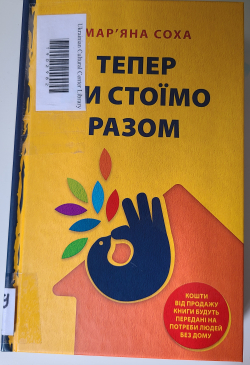 МАР'ЯНА СОХА
ТЕПЕР
И СТОЇМО
РАЗОМ
Ukrainian Cultural Center Library
КОШТИ
ВІД ПРОДАЖУ
КНИГИ БУДУТЬ
ПЕРЕДАНІ НА
ПОТРЕБИ ЛЮДЕЙ
БЕЗ ДОМУ